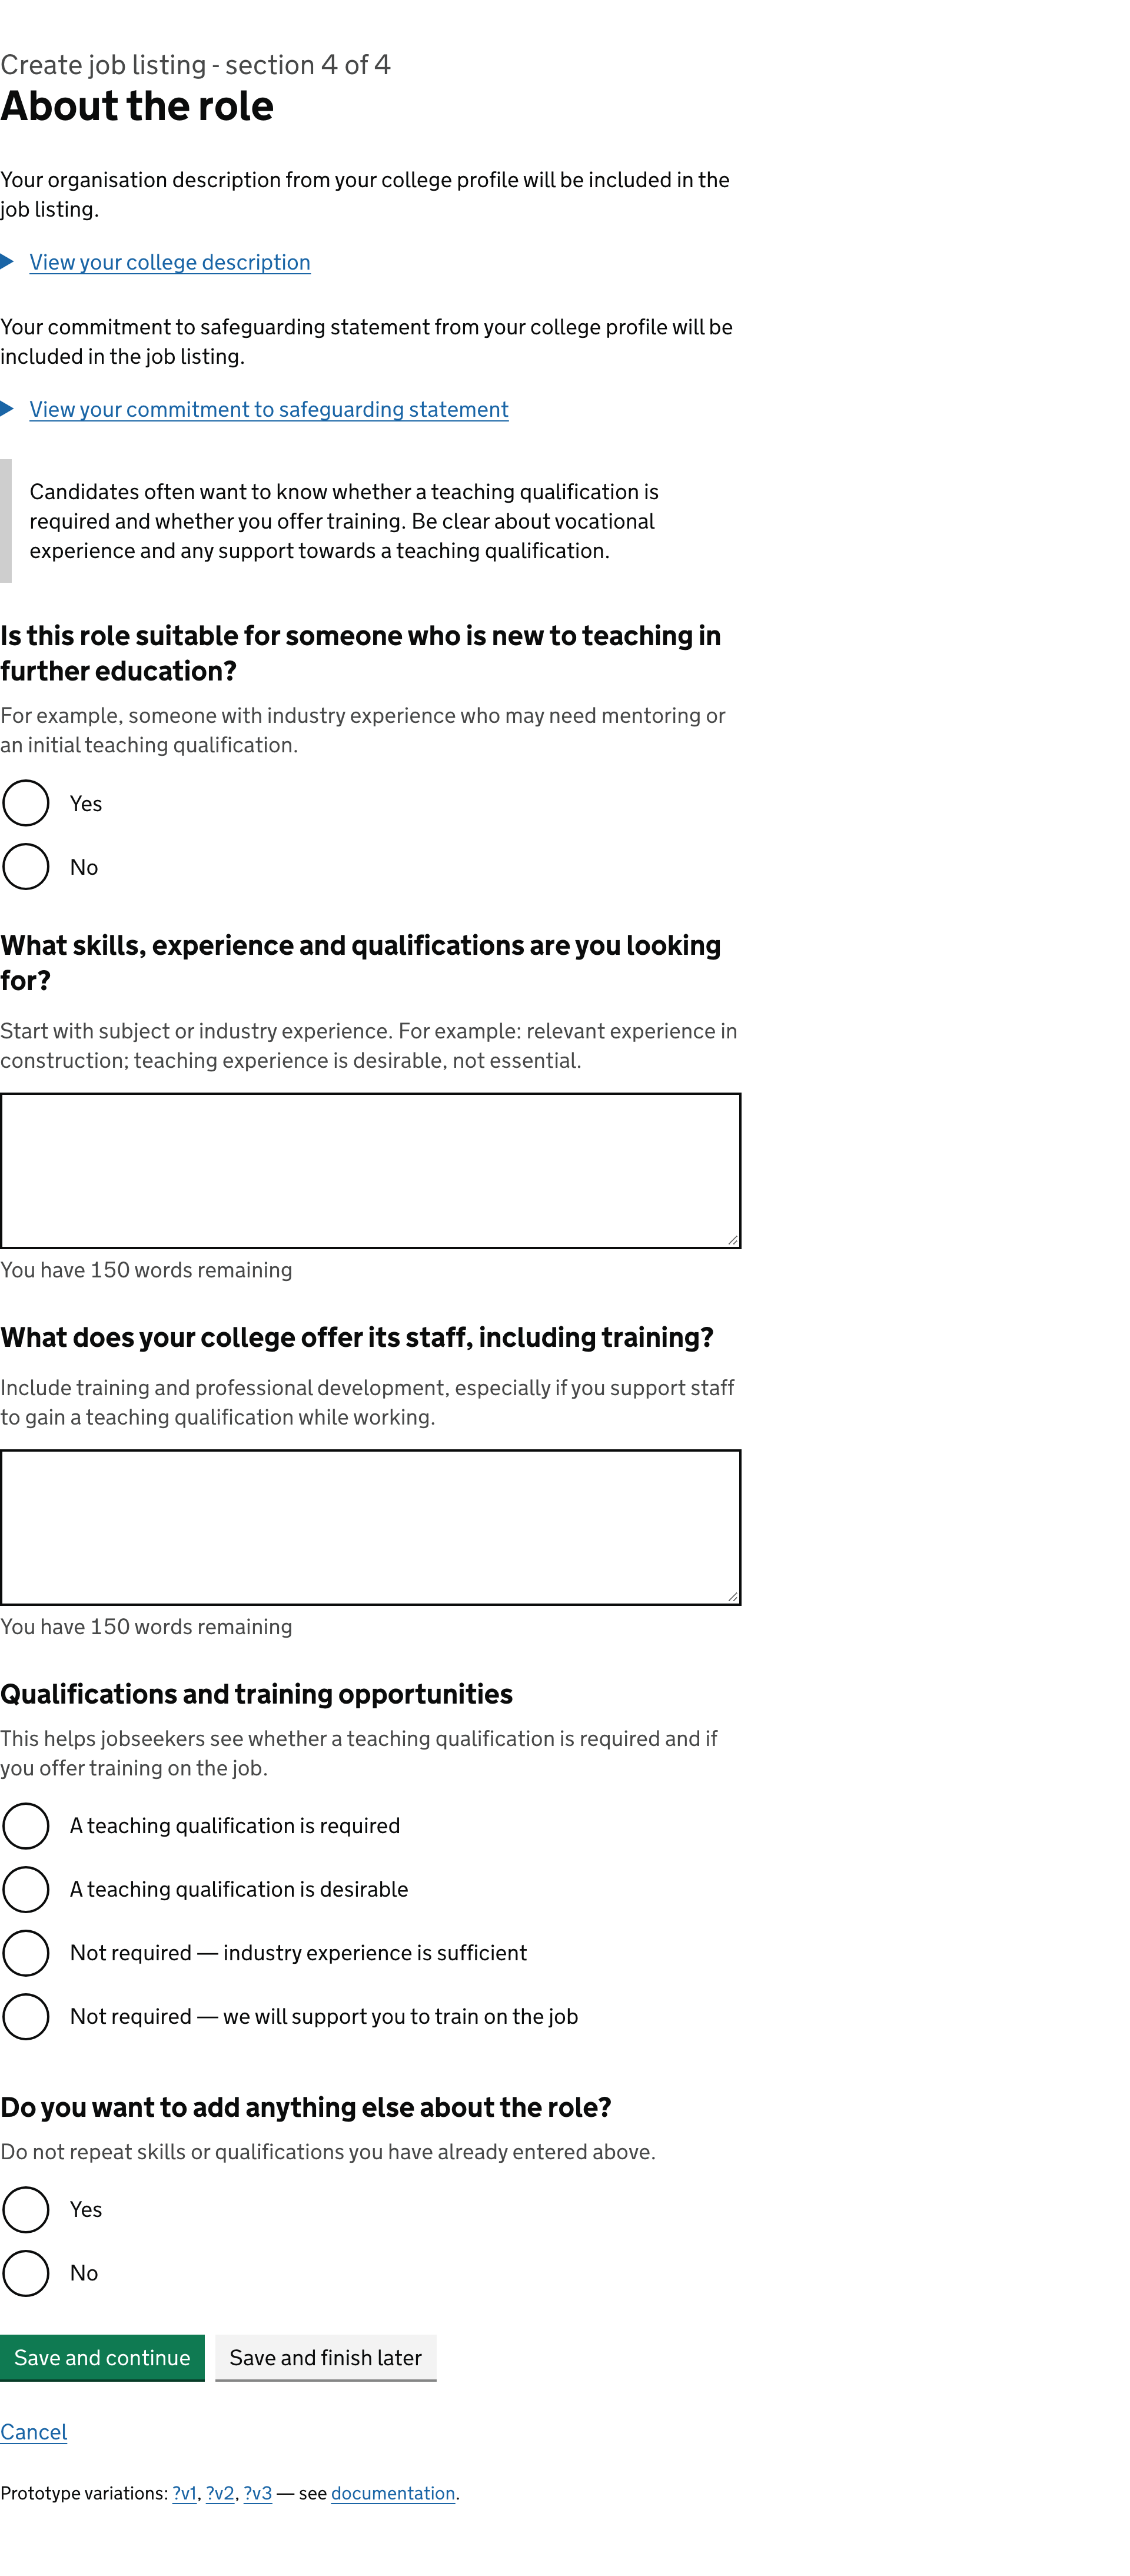 Create job listing - section 4 of 4
About the role
Your organisation description from your college profile will be included in the
job listing.
View your college description
Your commitment to safeguarding statement from your college profile will be
included in the job listing.
View your commitment to safeguarding statement
Candidates often want to know whether a teaching qualification is
required and whether you offer training. Be clear about vocational
experience and any support towards a teaching qualification.
Is this role suitable for someone who is new to teaching in
further education?
For example, someone with industry experience who may need mentoring or
an initial teaching qualification.
Yes
No
What skills, experience and qualifications are you looking
for?
Start with subject or industry experience. For example: relevant experience in
construction; teaching experience is desirable, not essential.
You have 150 words remaining
What does your college offer its staff, including training?
Include training and professional development, especially if you support staff
to gain a teaching qualification while working.
You have 150 words remaining
Qualifications and training opportunities
This helps jobseekers see whether a teaching qualification is required and if
you offer training on the job.
A teaching qualification is required
A teaching qualification is desirable
Not required — industry experience is sufficient
Not required — we will support you to train on the job
Do you want to add anything else about the role?
Do not repeat skills or qualifications you have already entered above.
Yes
No
Save and continue Save and finish later
Cancel
Prototype variations: ?v1, ?v2, ?v3 — see documentation.